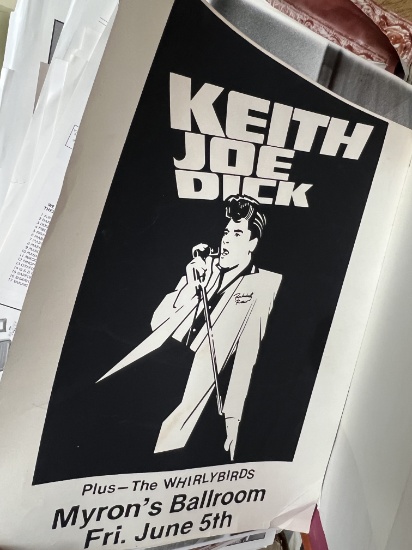 KEITH
JOE
DICK
Plus—The WHIRLYBIRDS
Myron's Ballroom
Fri. June 5th